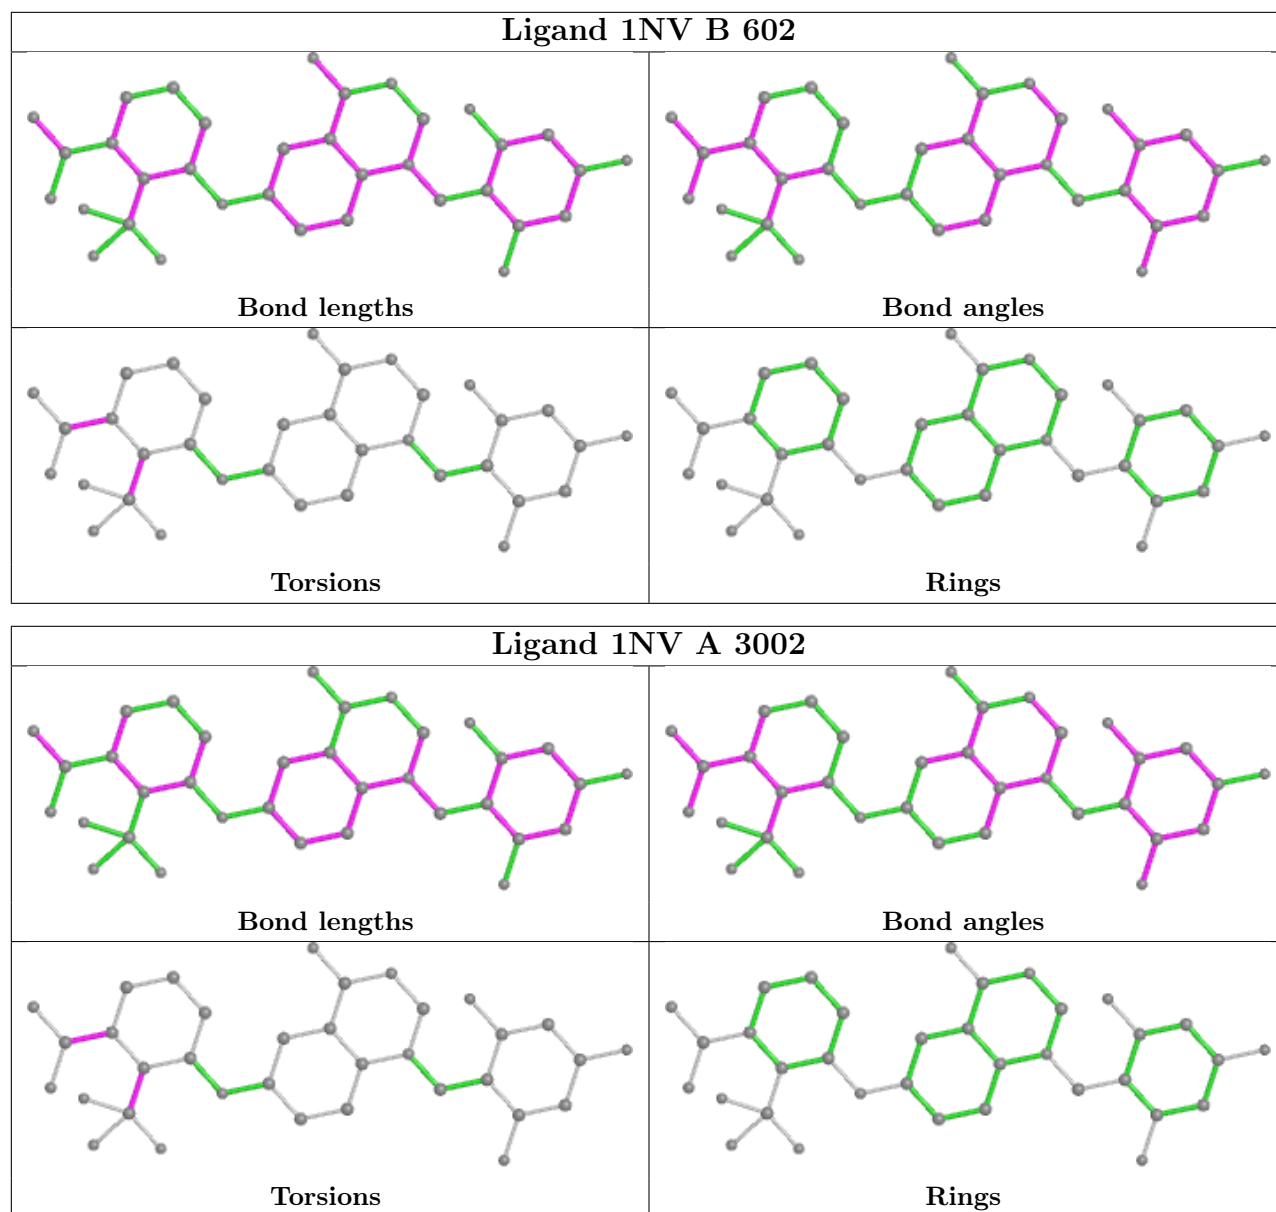 Ligand 1NV B 602
Bond lengths
Bond angles
Torsions
Rings
Ligand 1NV A 3002
Bond lengths
Bond angles
Torsions
Rings